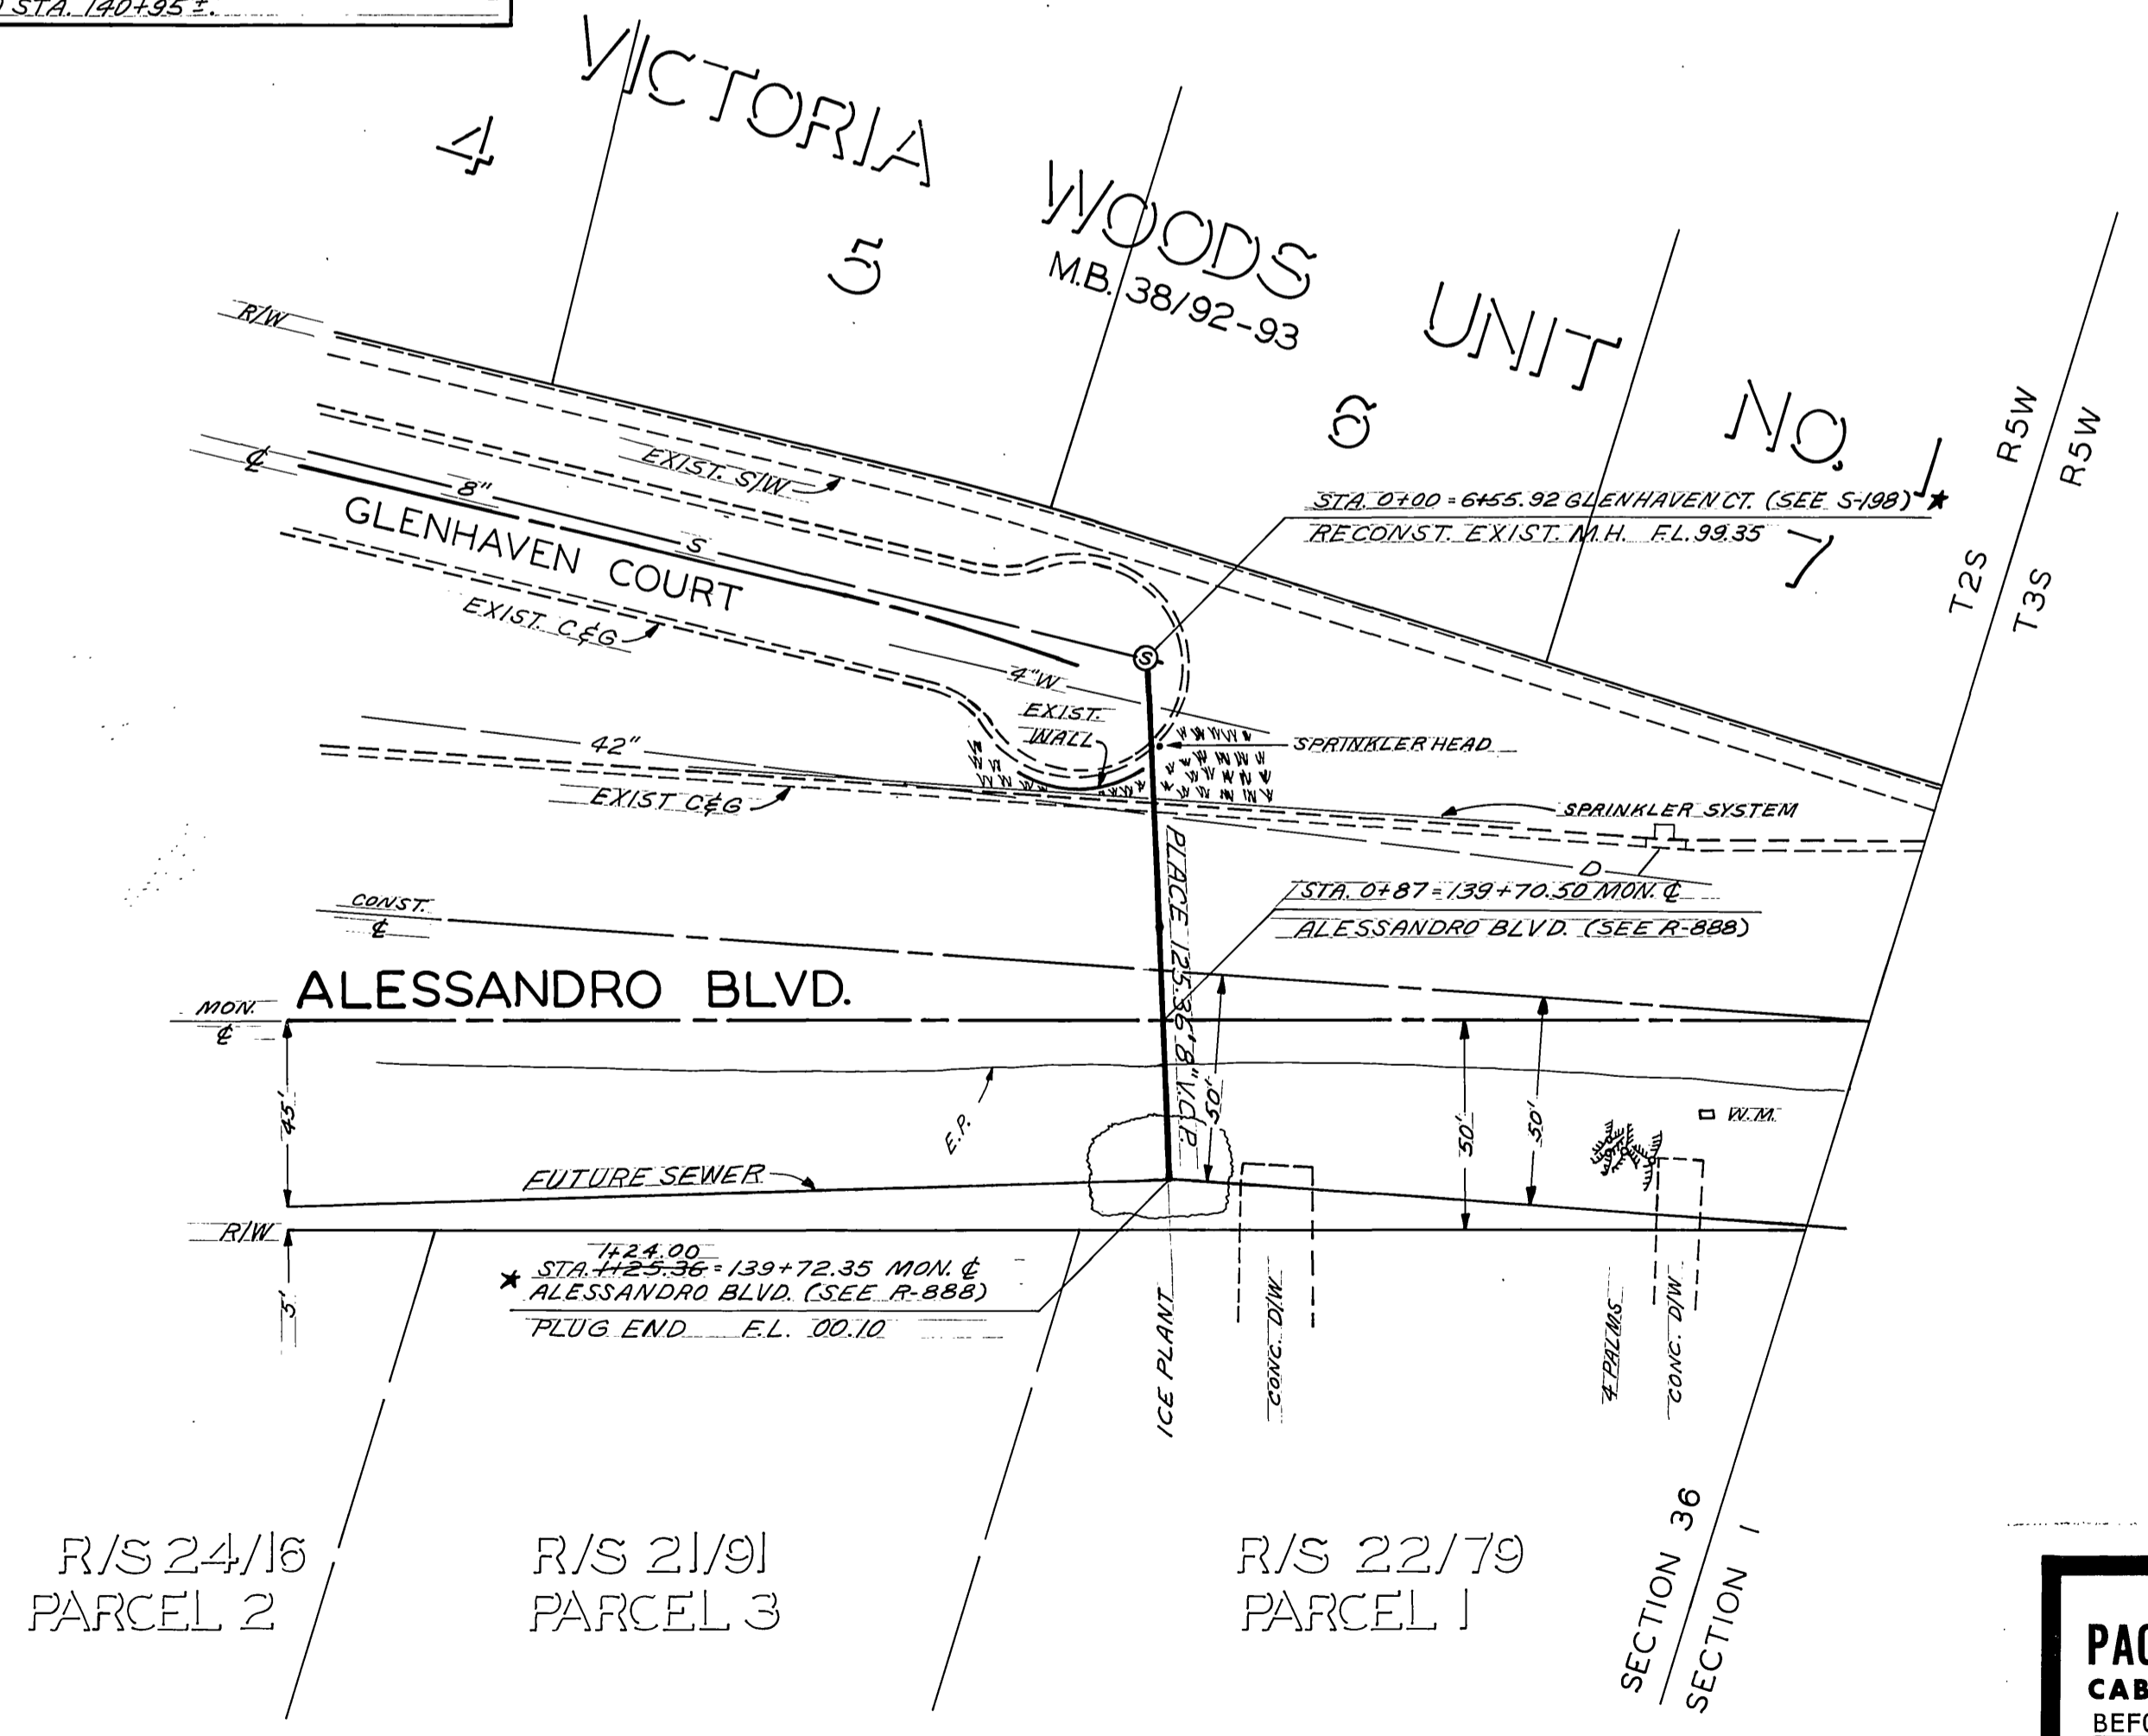 STA. 140+95 ±.
VICTORIA WOODS UNIT NO. 1
M.B. 38/92-93
4
5
6
7
R/W
EXIST. S/W
℄
8"
S
GLENHAVEN COURT
EXIST. C&G
STA. 0+00 = 6+55.92 GLENHAVEN CT. (SEE S-198) ★
RECONST. EXIST. M.H. F.L. 99.35
T2S R5W
T3S R5W
S
4"W
EXIST.
WALL
SPRINKLER HEAD
42"
EXIST C&G
SPRINKLER SYSTEM
D
PLACE 125.36' 8" V.C.P.
STA. 0+87 = 139+70.50 MON. ℄
ALESSANDRO BLVD. (SEE R-888)
CONST.
℄
ALESSANDRO BLVD.
MON.
℄
45'
E.P.
50'
50'
50'
W.M.
FUTURE SEWER
R/W
5'
1+24.00
★ STA. 1+25.36 = 139+72.35 MON. ℄
ALESSANDRO BLVD. (SEE R-888)
PLUG END F.L. 00.10
ICE PLANT
CONC. D/W
4 PALMS
CONC. D/W
R/S 24/16
PARCEL 2
R/S 21/91
PARCEL 3
R/S 22/79
PARCEL 1
SECTION 36
SECTION 1
PAC
CAB
BEFO